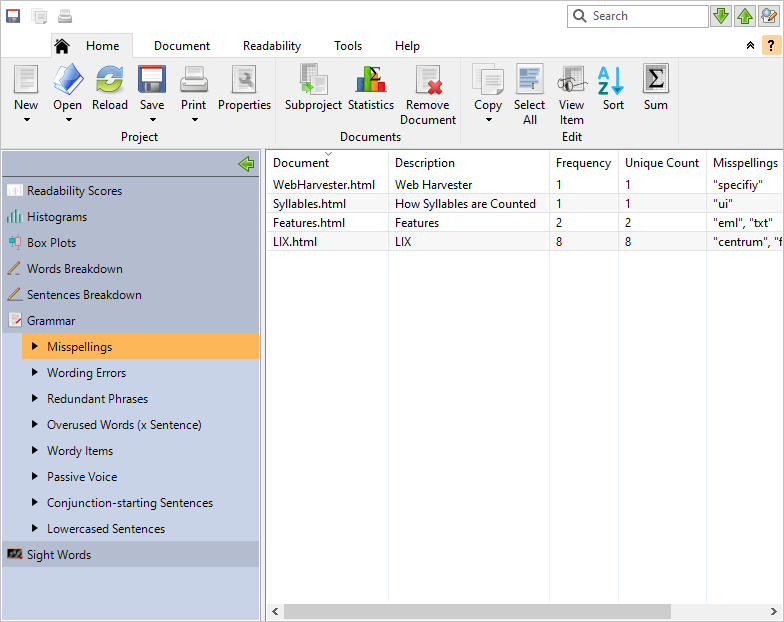 Search
Home Document Readability Tools Help
?
New Open Reload Save Print Properties Subproject Statistics Remove Document Copy Select All View Item Sort Sum
Project Documents Edit
Document Description Frequency Unique Count Misspellings
WebHarvester.html Web Harvester 1 1 "specifiy"
Syllables.html How Syllables are Counted 1 1 "ui"
Features.html Features 2 2 "eml", "txt"
LIX.html LIX 8 8 "centrum", "f
Readability Scores
Histograms
Box Plots
Words Breakdown
Sentences Breakdown
Grammar
Misspellings
Wording Errors
Redundant Phrases
Overused Words (x Sentence)
Wordy Items
Passive Voice
Conjunction-starting Sentences
Lowercased Sentences
Sight Words